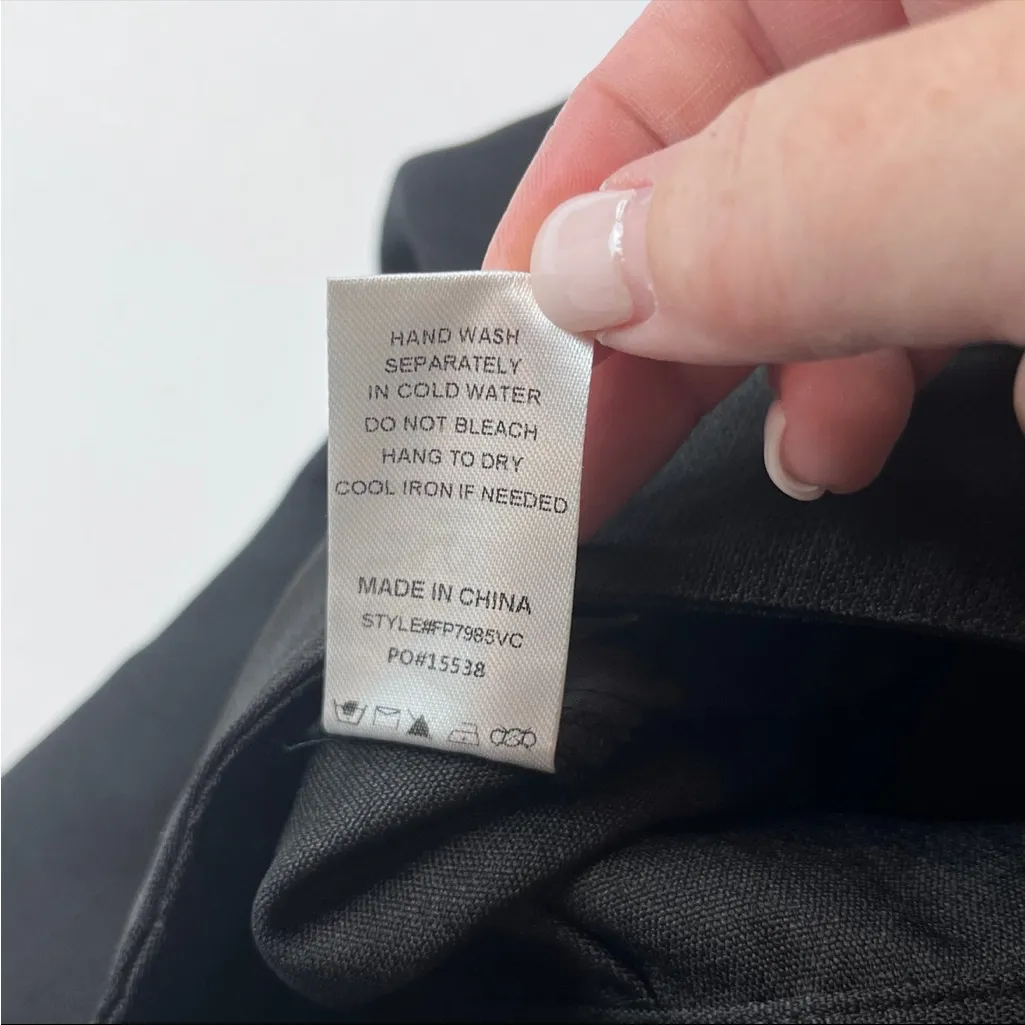 HAND WASH
SEPARATELY
IN COLD WATER
DO NOT BLEACH
HANG TO DRY
COOL IRON IF NEEDED
MADE IN CHINA
STYLE#FP7985VC
PO#15538